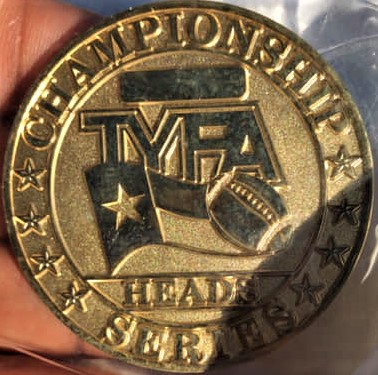 CHAMPIONSHIP
TYFA
HEADS
SERIES